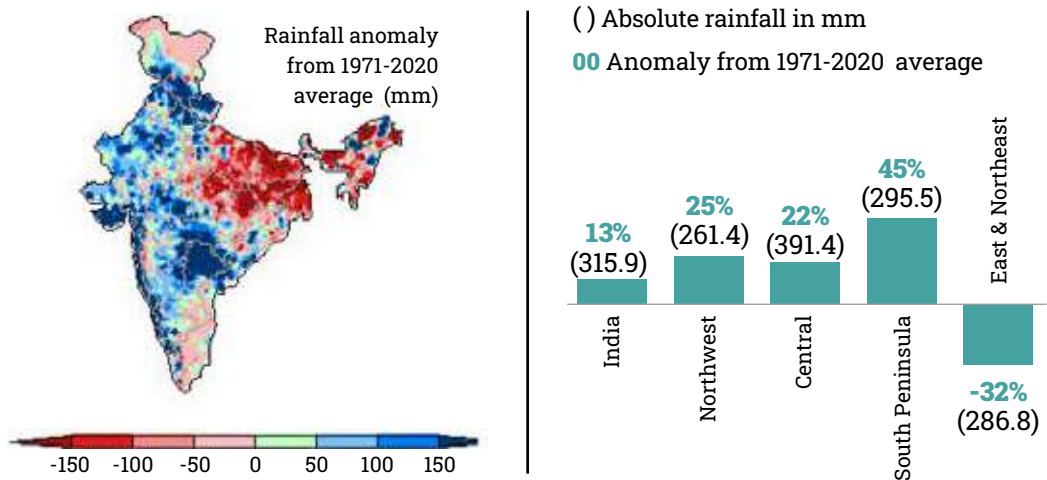 Rainfall anomaly
from 1971-2020
average (mm)
-150 -100 -50 0 50 100 150
( ) Absolute rainfall in mm
00 Anomaly from 1971-2020 average
13%
(315.9)
India
25%
(261.4)
Northwest
22%
(391.4)
Central
45%
(295.5)
South Peninsula
East & Northeast
-32%
(286.8)